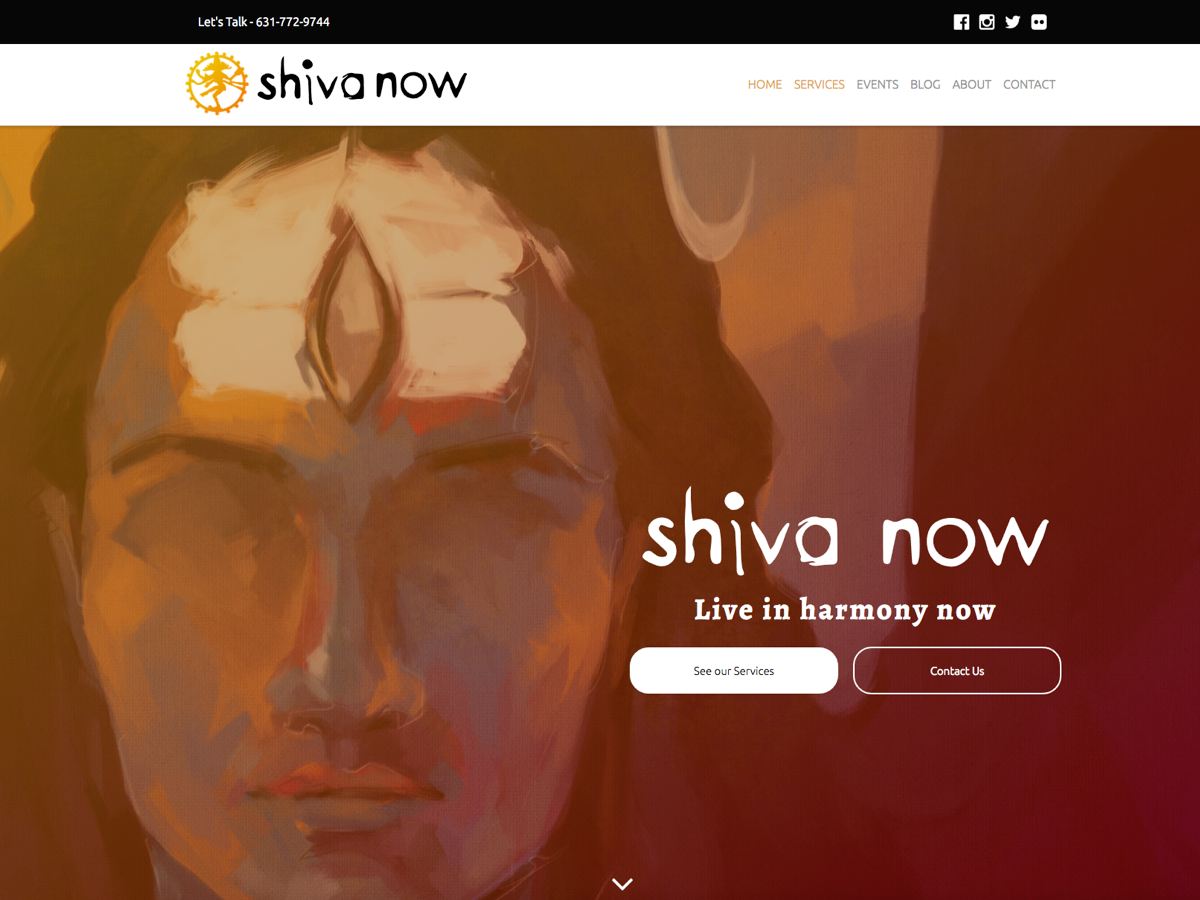 Let's Talk - 631-772-9744
shiva now
HOME SERVICES EVENTS BLOG ABOUT CONTACT
shiva now
Live in harmony now
See our Services Contact Us